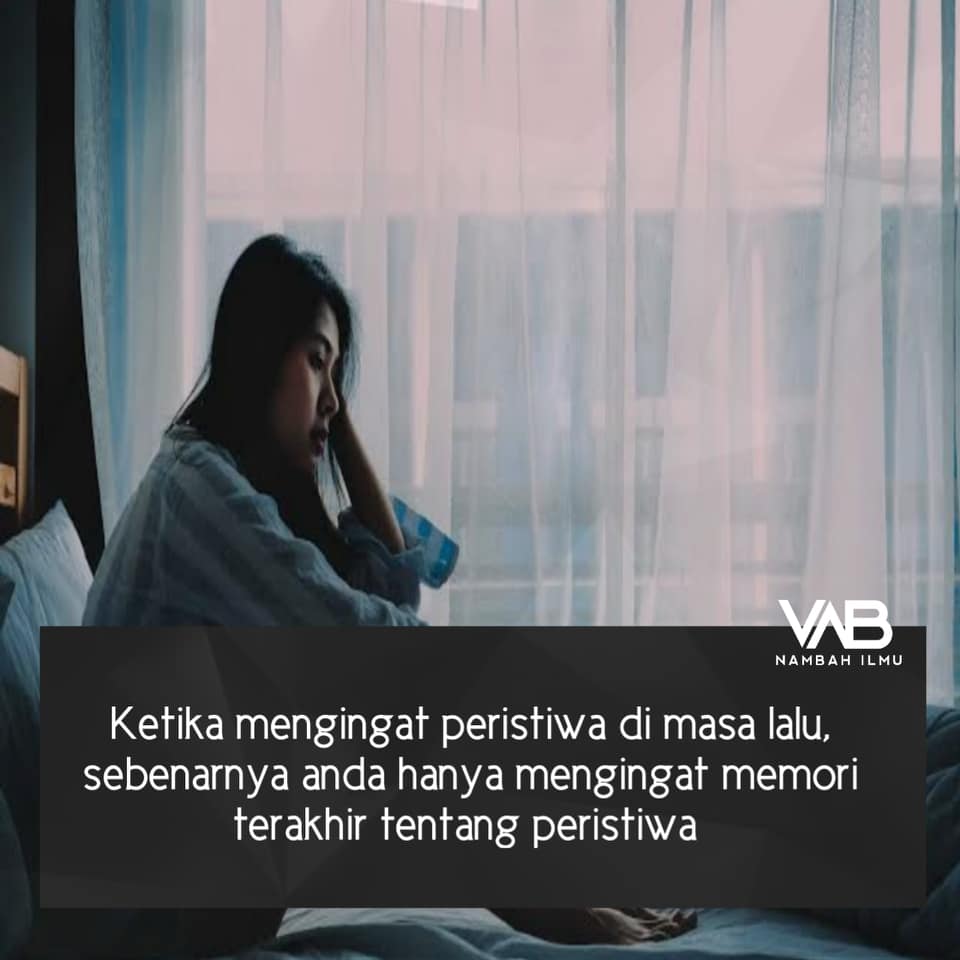 VAB
NAMBAH ILMU
Ketika mengingat peristiwa di masa lalu,
sebenarnya anda hanya mengingat memori
terakhir tentang peristiwa